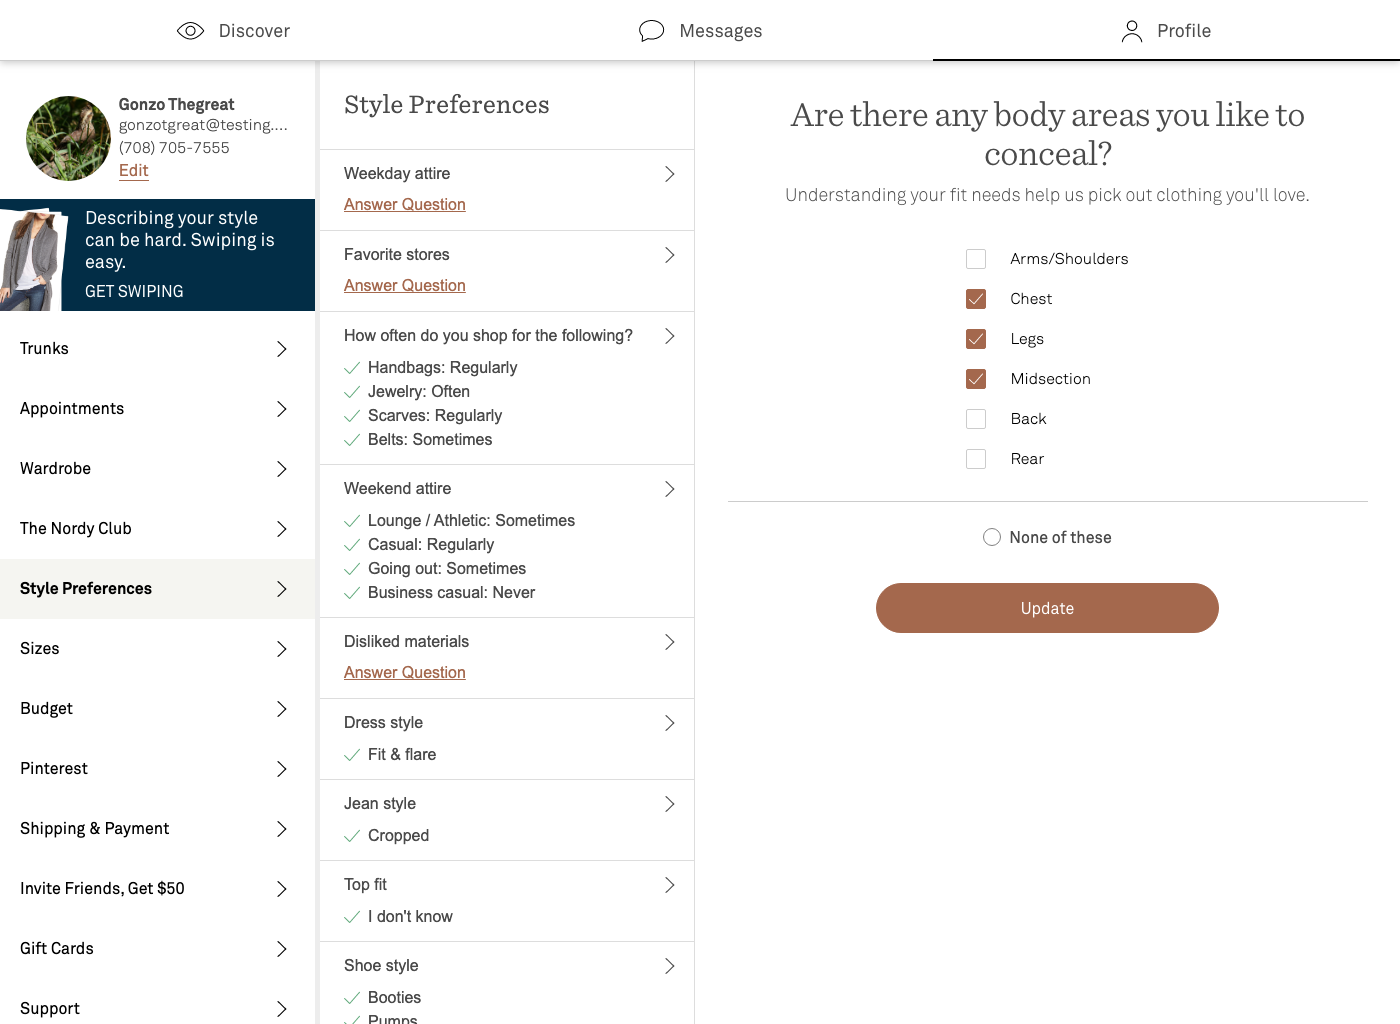 Discover
Messages
Profile
Gonzo Thegreat
gonzotgreat@testing....
(708) 705-7555
Edit
Describing your style
can be hard. Swiping is
easy.
GET SWIPING
Trunks
Appointments
Wardrobe
The Nordy Club
Style Preferences
Sizes
Budget
Pinterest
Shipping & Payment
Invite Friends, Get $50
Gift Cards
Support
Style Preferences
Weekday attire
Answer Question
Favorite stores
Answer Question
How often do you shop for the following?
Handbags: Regularly
Jewelry: Often
Scarves: Regularly
Belts: Sometimes
Weekend attire
Lounge / Athletic: Sometimes
Casual: Regularly
Going out: Sometimes
Business casual: Never
Disliked materials
Answer Question
Dress style
Fit & flare
Jean style
Cropped
Top fit
I don't know
Shoe style
Booties
Pumps
Are there any body areas you like to
conceal?
Understanding your fit needs help us pick out clothing you'll love.
Arms/Shoulders
Chest
Legs
Midsection
Back
Rear
None of these
Update